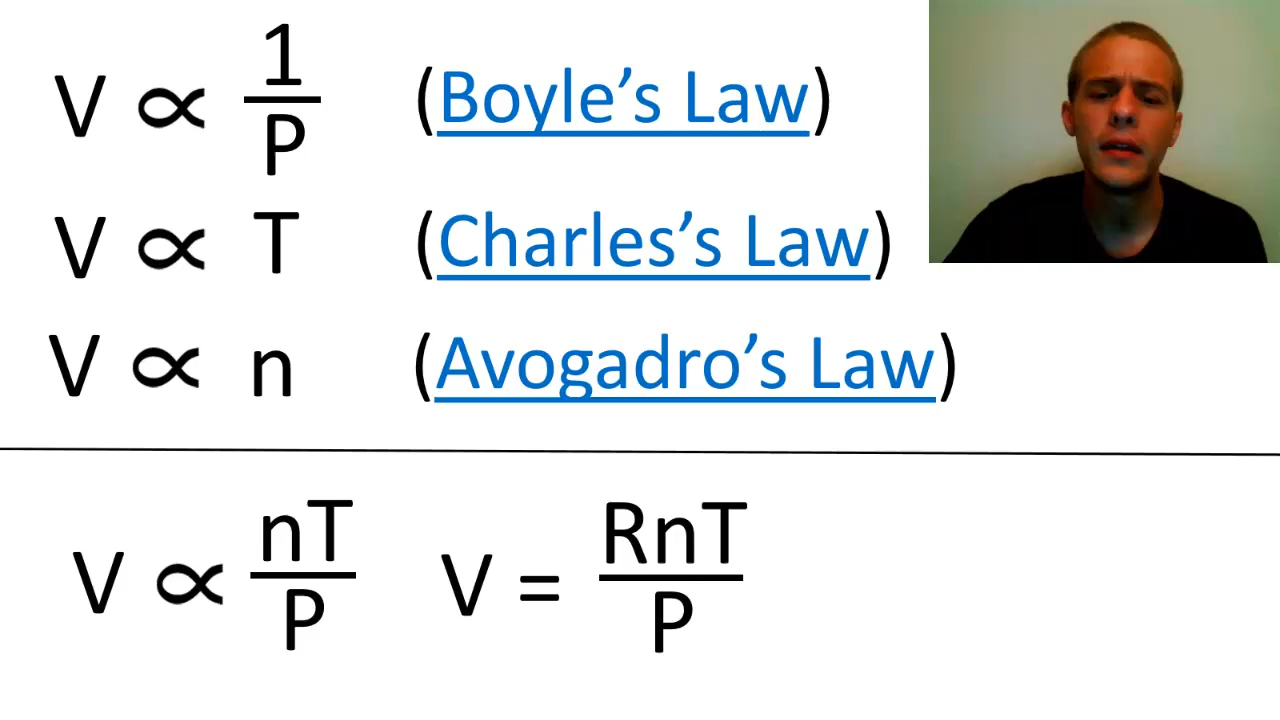 V ∝ 1/P (Boyle’s Law)
V ∝ T (Charles’s Law)
V ∝ n (Avogadro’s Law)
V ∝ nT/P V = RnT/P